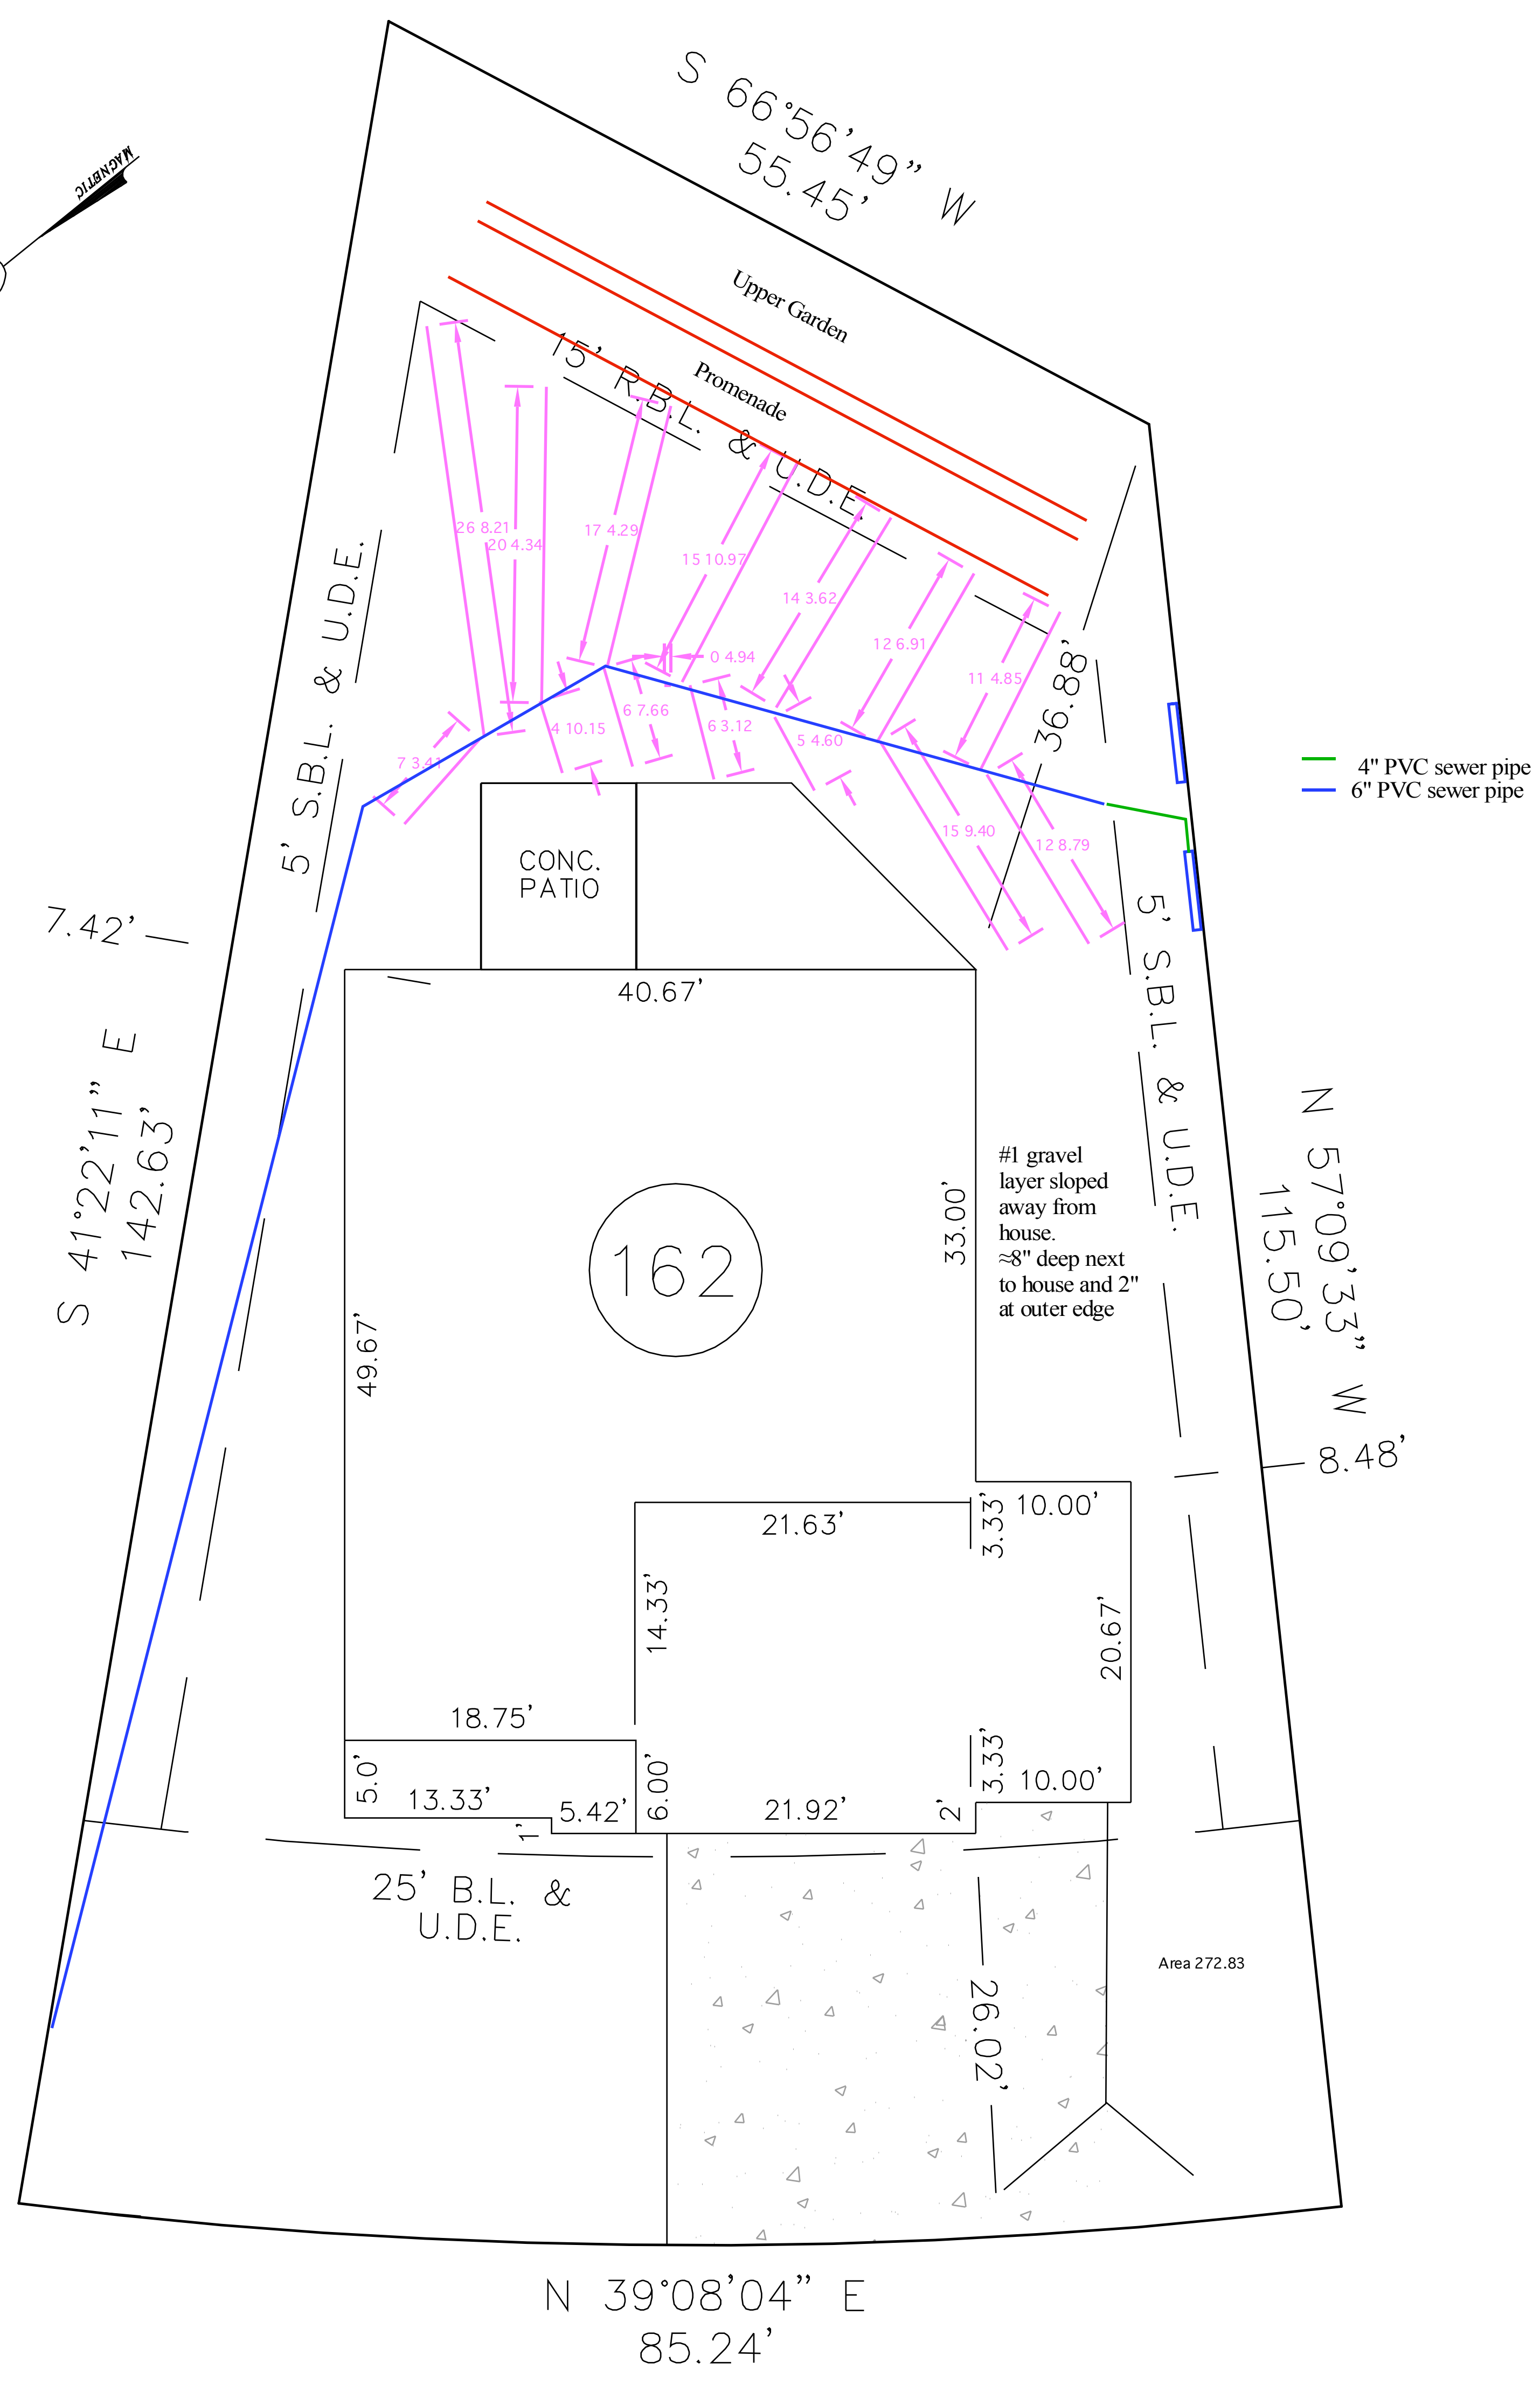 S 66°56'49" W
55.45'
MAGNETIC
Upper Garden
Promenade
15' R.B.L. & U.D.E.
26 8.21
20 4.34
17 4.29
15 10.97
14 3.62
12 6.91
11 4.85
0 4.94
6 7.66
6 3.12
4 10.15
5 4.60
7 3.41
15 9.40
12 8.79
36.88'
4" PVC sewer pipe
6" PVC sewer pipe
5' S.B.L. & U.D.E.
CONC.
PATIO
5' S.B.L. & U.D.E.
7.42'
40.67'
S 41°22'11" E
142.63'
N 57°09'33" W
115.50'
#1 gravel
layer sloped
away from
house.
≈8" deep next
to house and 2"
at outer edge
33.00'
162
49.67'
8.48'
21.63'
3.33'
10.00'
14.33'
20.67'
18.75'
5.0'
13.33'
5.42'
1'
6.00'
21.92'
2'
3.33'
10.00'
25' B.L. &
U.D.E.
26.02'
Area 272.83
N 39°08'04" E
85.24'